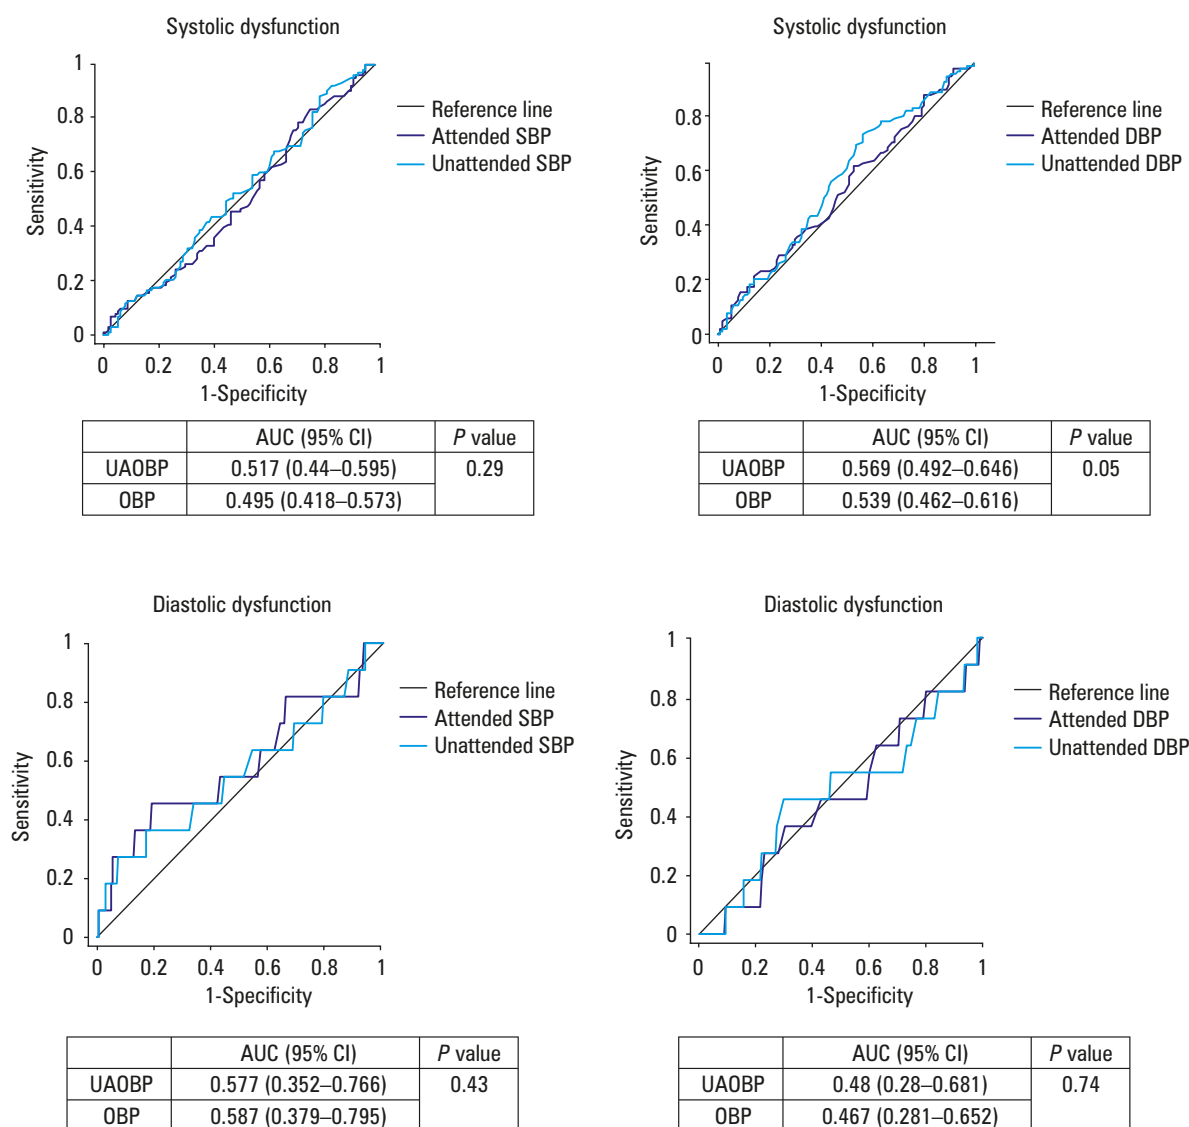 Systolic dysfunction
1
0.8
0.6
0.4
0.2
0
Sensitivity
0 0.2 0.4 0.6 0.8 1
1-Specificity
Reference line
Attended SBP
Unattended SBP
AUC (95% CI) P value
UAOBP 0.517 (0.44–0.595) 0.29
OBP 0.495 (0.418–0.573)
Systolic dysfunction
0.8
0.6
0.4
0.2
0
Sensitivity
0 0.2 0.4 0.6 0.8 1
1-Specificity
Reference line
Attended DBP
Unattended DBP
AUC (95% CI) P value
UAOBP 0.569 (0.492–0.646) 0.05
OBP 0.539 (0.462–0.616)
Diastolic dysfunction
1
0.8
0.6
0.4
0.2
0
Sensitivity
0 0.2 0.4 0.6 0.8 1
1-Specificity
Reference line
Attended SBP
Unattended SBP
AUC (95% CI) P value
UAOBP 0.577 (0.352–0.766) 0.43
OBP 0.587 (0.379–0.795)
Diastolic dysfunction
1
0.8
0.6
0.4
0.2
0
Sensitivity
0 0.2 0.4 0.6 0.8 1
1-Specificity
Reference line
Attended DBP
Unattended DBP
AUC (95% CI) P value
UAOBP 0.48 (0.28–0.681) 0.74
OBP 0.467 (0.281–0.652)